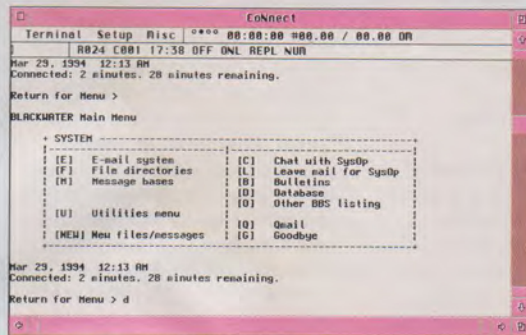 CoNnect
Terminal Setup Misc °*°° 00:00:00 #00.00 / 00.00 DM
R024 C001 17:38 OFF ONL REPL NUM
Mar 29, 1994 12:13 AM
Connected: 2 minutes. 28 minutes remaining.
Return for Menu >
BLACKWATER Main Menu
+ SYSTEM
[E] E-mail system [C] Chat with SysOp
[F] File directories [L] Leave mail for SysOp
[M] Message bases [B] Bulletins
[D] Database
[O] Other BBS listing
[U] Utilities menu
[Q] Qmail
[NEW] New files/messages [G] Goodbye
Mar 29, 1994 12:13 AM
Connected: 2 minutes. 28 minutes remaining.
Return for Menu > d